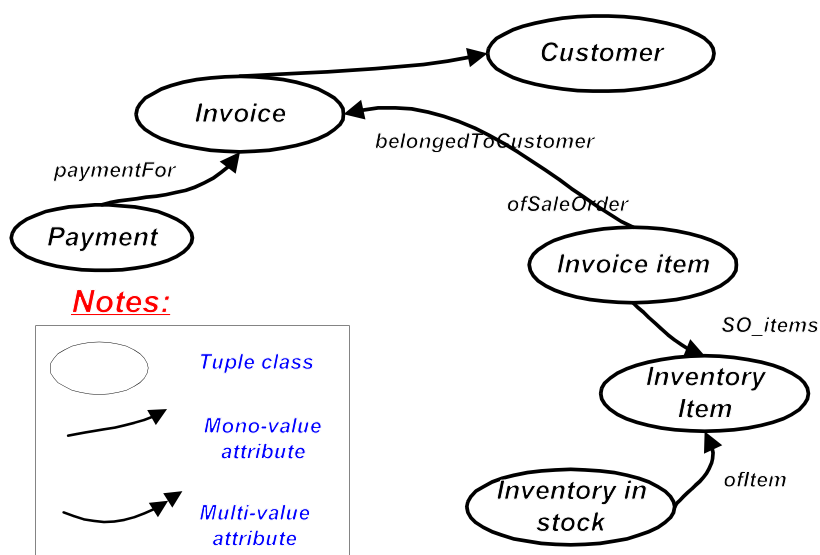 Customer
Invoice
belongedToCustomer
paymentFor
ofSaleOrder
Payment
Invoice item
Notes:
SO_items
Tuple class
Inventory
Item
Mono-value
attribute
ofItem
Inventory in
stock
Multi-value
attribute